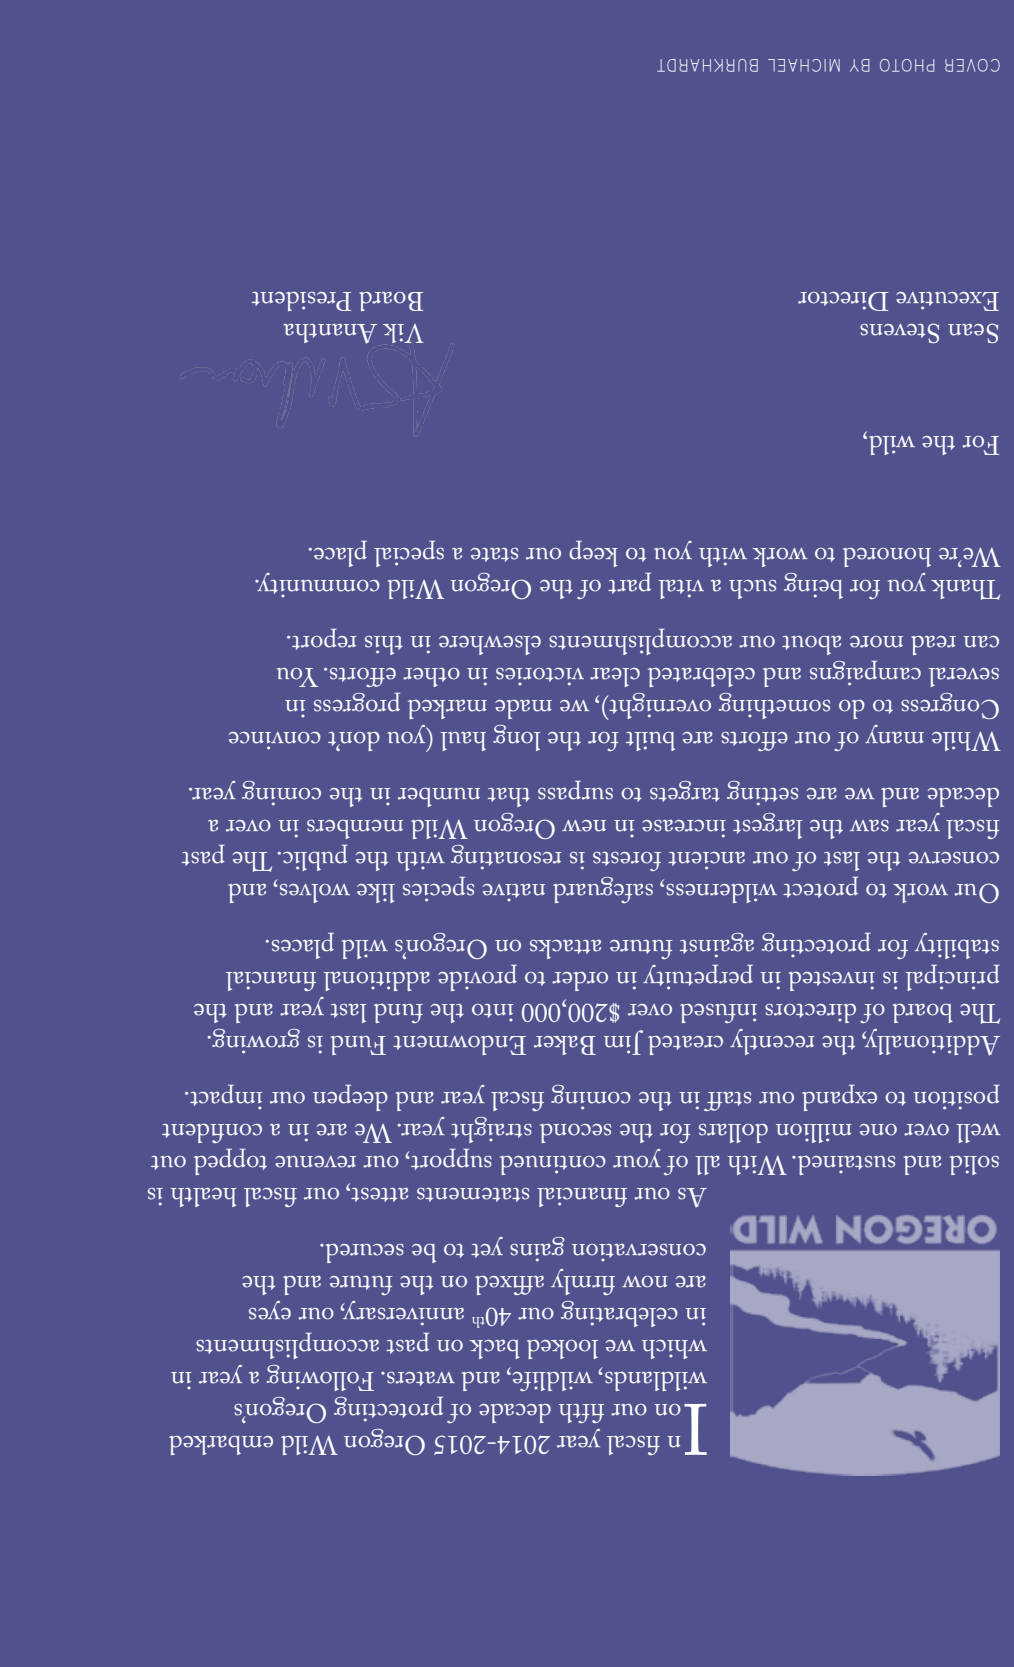 OREGON WILD
In fiscal year 2014-2015 Oregon Wild embarked
on our fifth decade of protecting Oregon's
wildlands, wildlife, and waters. Following a year in
which we looked back on past accomplishments
in celebrating our 40th anniversary, our eyes
are now firmly affixed on the future and the
conservation gains yet to be secured.
As our financial statements attest, our fiscal health is
solid and sustained. With all of your continued support, our revenue topped out
well over one million dollars for the second straight year. We are in a confident
position to expand our staff in the coming fiscal year and deepen our impact.
Additionally, the recently created Jim Baker Endowment Fund is growing.
The board of directors infused over $200,000 into the fund last year and the
principal is invested in perpetuity in order to provide additional financial
stability for protecting against future attacks on Oregon's wild places.
Our work to protect wilderness, safeguard native species like wolves, and
conserve the last of our ancient forests is resonating with the public. The past
fiscal year saw the largest increase in new Oregon Wild members in over a
decade and we are setting targets to surpass that number in the coming year.
While many of our efforts are built for the long haul (you don't convince
Congress to do something overnight), we made marked progress in
several campaigns and celebrated clear victories in other efforts. You
can read more about our accomplishments elsewhere in this report.
Thank you for being such a vital part of the Oregon Wild community.
We're honored to work with you to keep our state a special place.
For the wild,
Sean Stevens
Executive Director
Vik Anantha
Board President
COVER PHOTO BY MICHAEL BURKHARDT